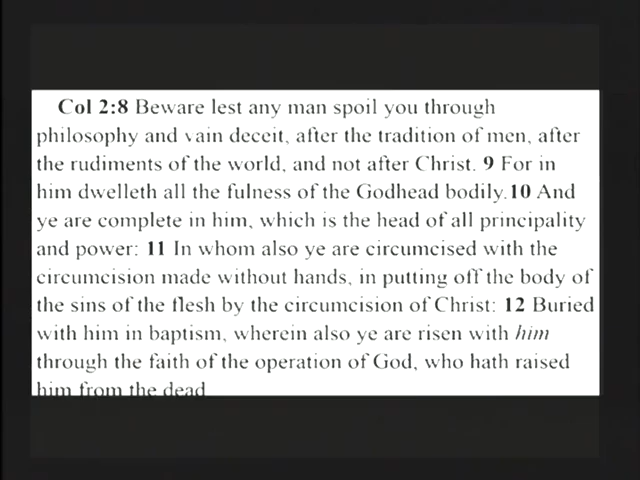 Col 2:8 Beware lest any man spoil you through
philosophy and vain deceit, after the tradition of men, after
the rudiments of the world, and not after Christ. 9 For in
him dwelleth all the fulness of the Godhead bodily.10 And
ye are complete in him, which is the head of all principality
and power: 11 In whom also ye are circumcised with the
circumcision made without hands, in putting off the body of
the sins of the flesh by the circumcision of Christ: 12 Buried
with him in baptism, wherein also ye are risen with him
through the faith of the operation of God, who hath raised
him from the dead